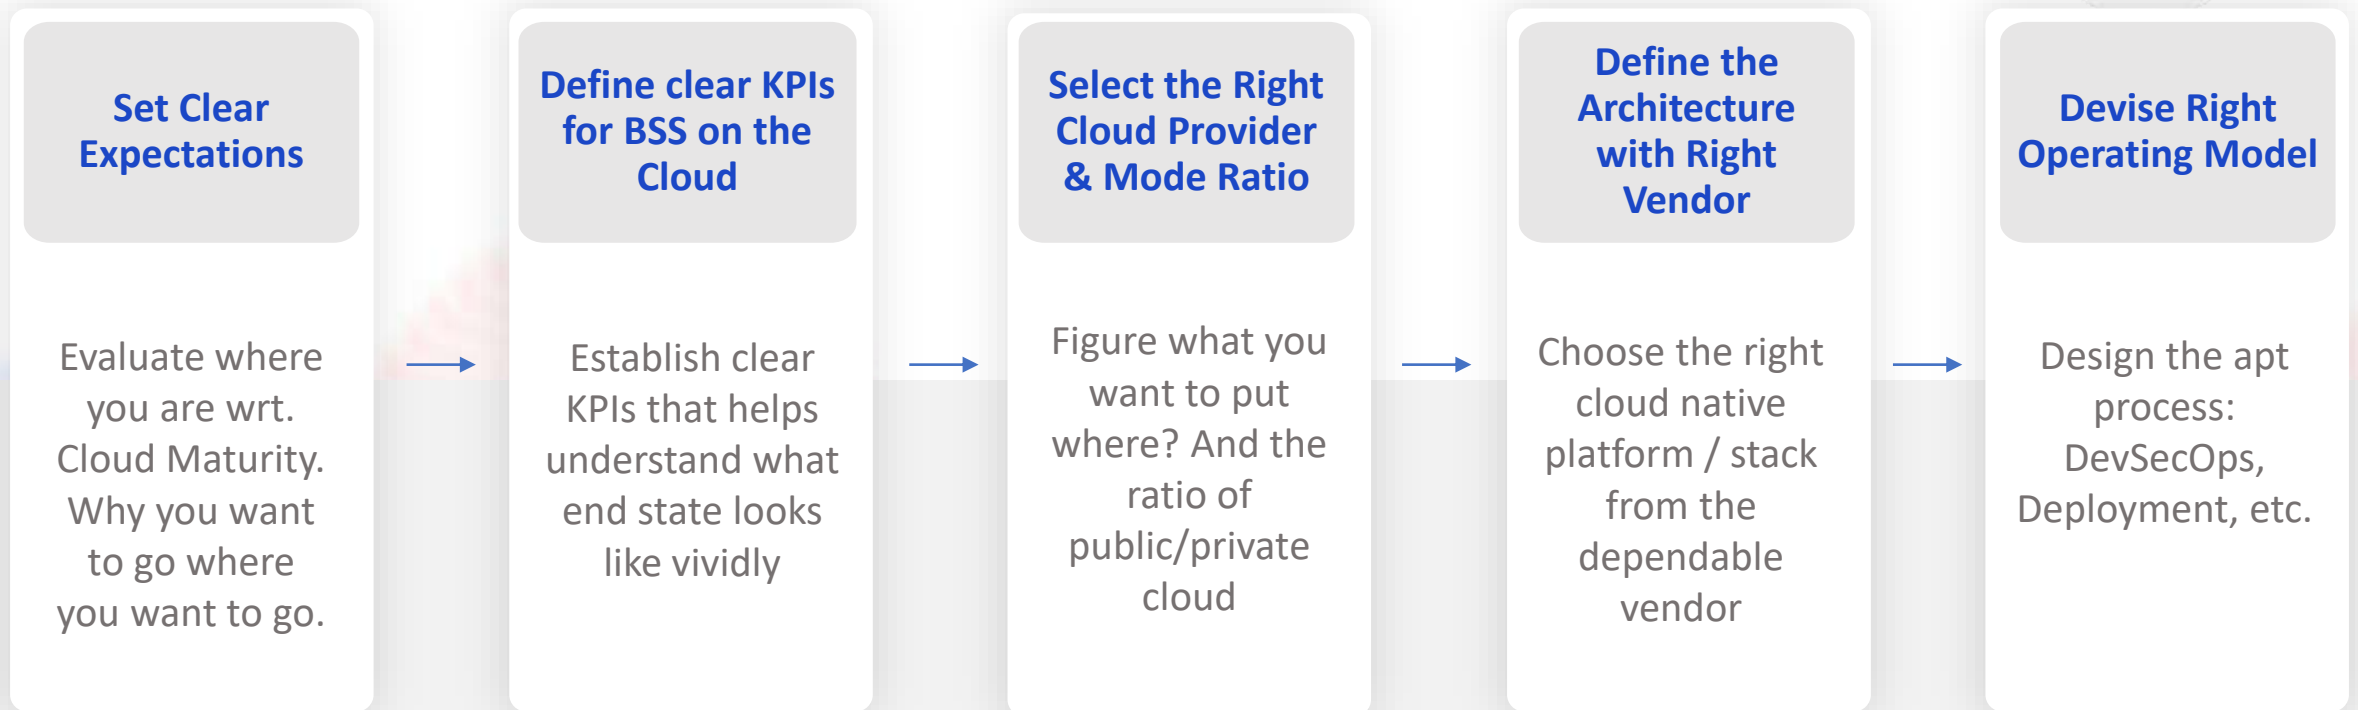 Set Clear
Expectations
Evaluate where
you are wrt.
Cloud Maturity.
Why you want
to go where
you want to go.
Define clear KPIs
for BSS on the
Cloud
Establish clear
KPIs that helps
understand what
end state looks
like vividly
Select the Right
Cloud Provider
& Mode Ratio
Figure what you
want to put
where? And the
ratio of
public/private
cloud
Define the
Architecture
with Right
Vendor
Choose the right
cloud native
platform / stack
from the
dependable
vendor
Devise Right
Operating Model
Design the apt
process:
DevSecOps,
Deployment, etc.